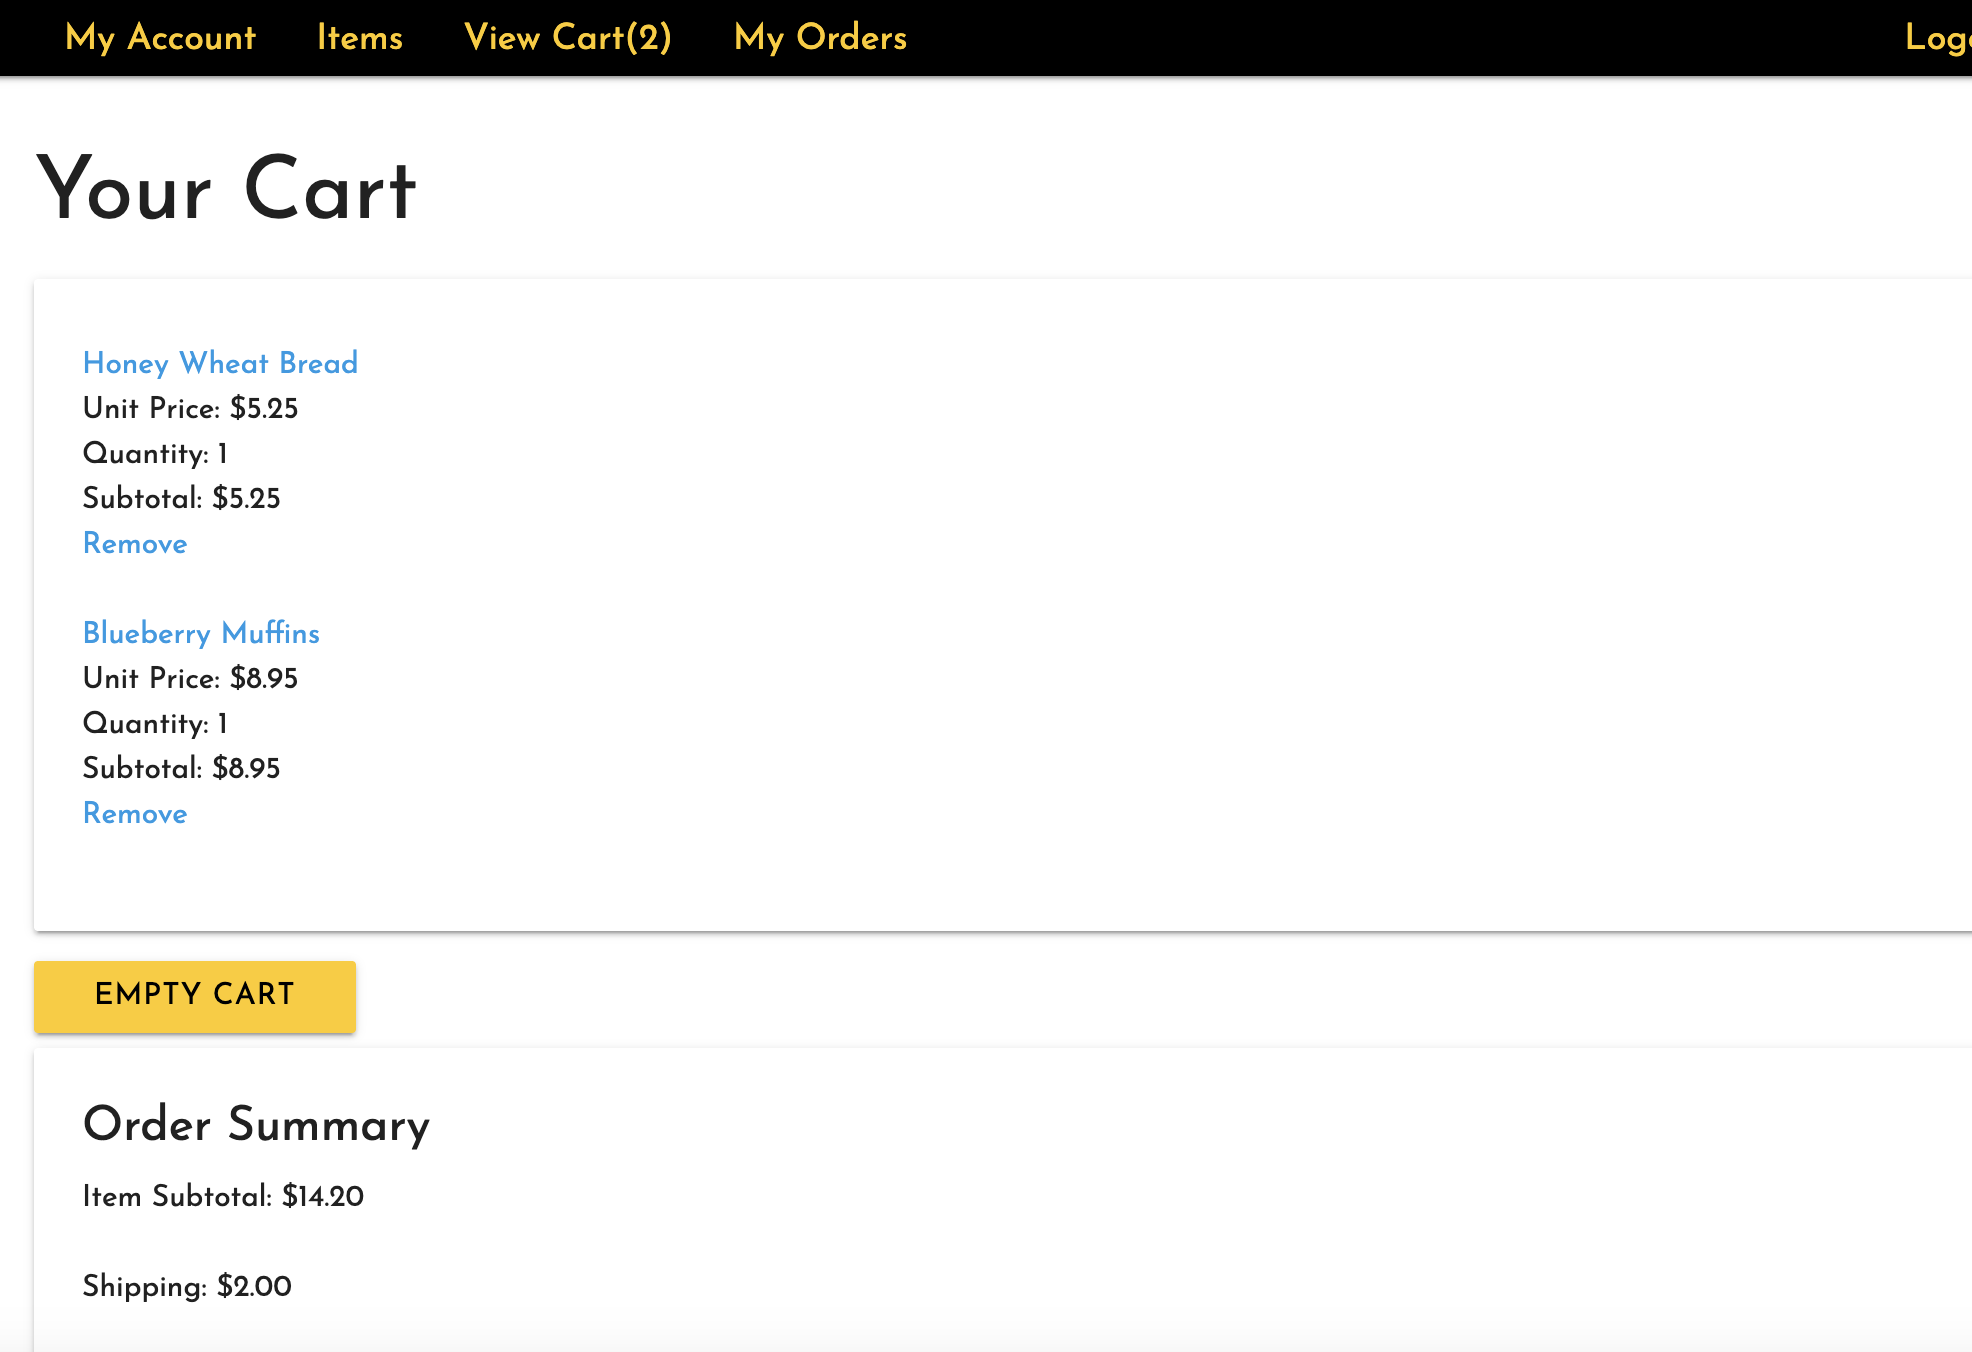 My Account Items View Cart(2) My Orders
Your Cart
Honey Wheat Bread
Unit Price: $5.25
Quantity: 1
Subtotal: $5.25
Remove
Blueberry Muffins
Unit Price: $8.95
Quantity: 1
Subtotal: $8.95
Remove
EMPTY CART
Order Summary
Item Subtotal: $14.20
Shipping: $2.00